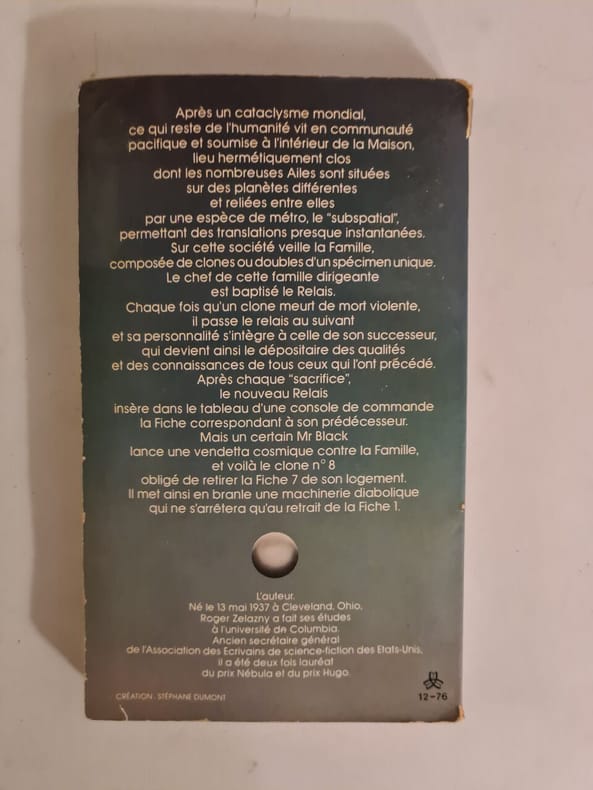 Après un cataclysme mondial,
ce qui reste de l'humanité vit en communauté
pacifique et soumise à l'intérieur de la Maison,
lieu hermétiquement clos
dont les nombreuses Ailes sont situées
sur des planètes différentes
et reliées entre elles
par une espèce de métro, le "subspatial",
permettant des translations presque instantanées.
Sur cette société veille la Famille,
composée de clones ou doubles d'un spécimen unique.
Le chef de cette famille dirigeante
est baptisé le Relais.
Chaque fois qu'un clone meurt de mort violente,
il passe le relais au suivant
et sa personnalité s'intègre à celle de son successeur,
qui devient ainsi le dépositaire des qualités
et des connaissances de tous ceux qui l'ont précédé.
Après chaque "sacrifice",
le nouveau Relais
insère dans le tableau d'une console de commande
la Fiche correspondant à son prédécesseur.
Mais un certain Mr Black
lance une vendetta cosmique contre la Famille,
et voilà le clone n° 8
obligé de retirer la Fiche 7 de son logement.
Il met ainsi en branle une machinerie diabolique
qui ne s'arrêtera qu'au retrait de la Fiche 1.
L'auteur.
Né le 13 mai 1937 à Cleveland, Ohio,
Roger Zelazny a fait ses études
à l'université de Columbia.
Ancien secrétaire général
de l'Association des Ecrivains de science-fiction des Etats-Unis,
il a été deux fois lauréat
du prix Nébula et du prix Hugo.
CRÉATION . STÉPHANE DUMONT
12-76